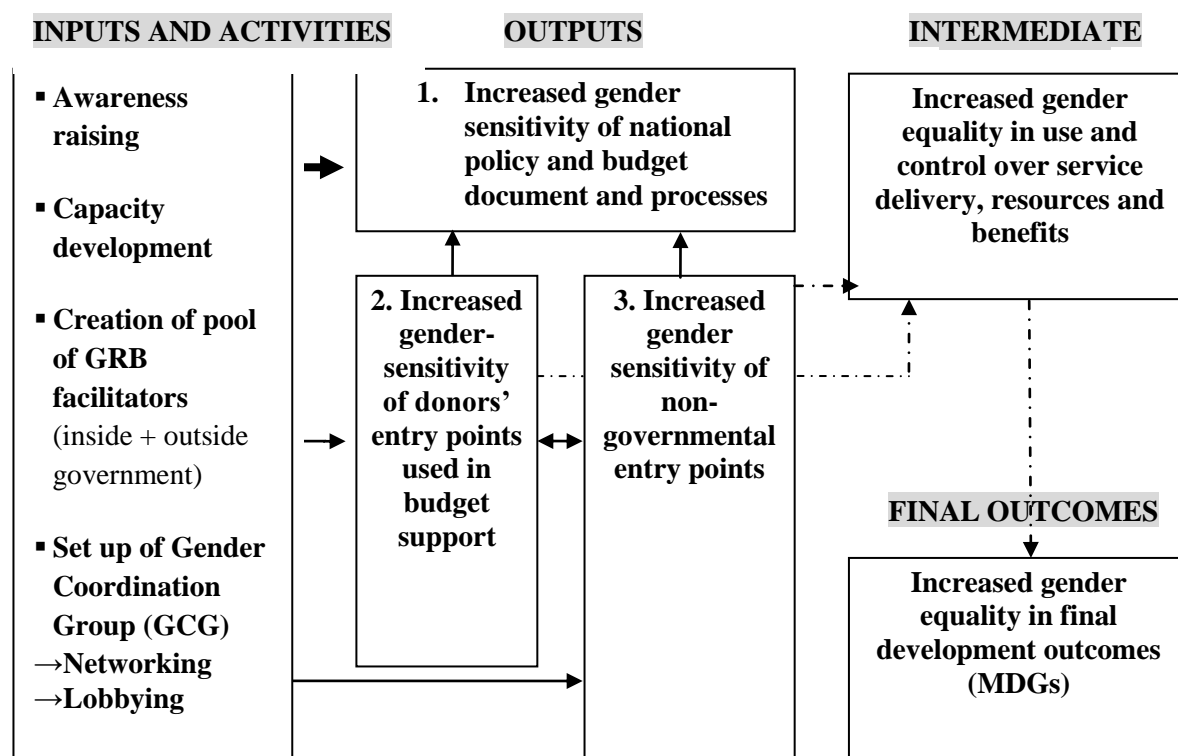 INPUTS AND ACTIVITIES
▪ Awareness
raising
▪ Capacity
development
▪ Creation of pool
of GRB
facilitators
(inside + outside
government)
▪ Set up of Gender
Coordination
Group (GCG)
→Networking
→Lobbying
OUTPUTS
1. Increased gender
sensitivity of national
policy and budget
document and processes
2. Increased
gender-
sensitivity
of donors’
entry points
used in
budget
support
3. Increased
gender
sensitivity of
non-
governmental
entry points
INTERMEDIATE
Increased gender
equality in use and
control over service
delivery, resources and
benefits
FINAL OUTCOMES
Increased gender
equality in final
development outcomes
(MDGs)